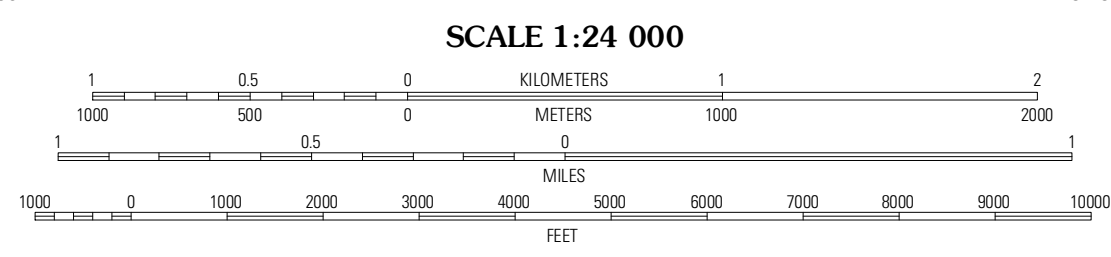 SCALE 1:24 000
1 0.5 0 KILOMETERS 1 2
1000 500 0 METERS 1000 2000
1 0.5 0 1
MILES
1000 0 1000 2000 3000 4000 5000 6000 7000 8000 9000 10000
FEET